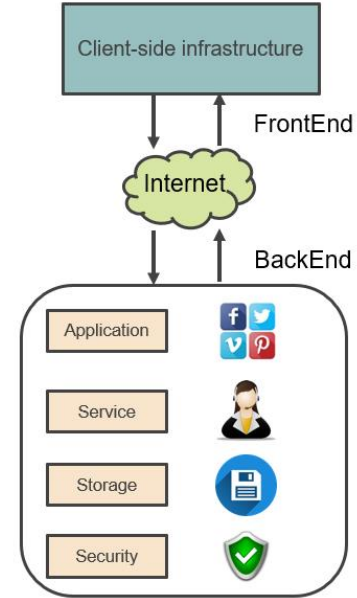 Client-side infrastructure
FrontEnd
Internet
BackEnd
Application
Service
Storage
Security